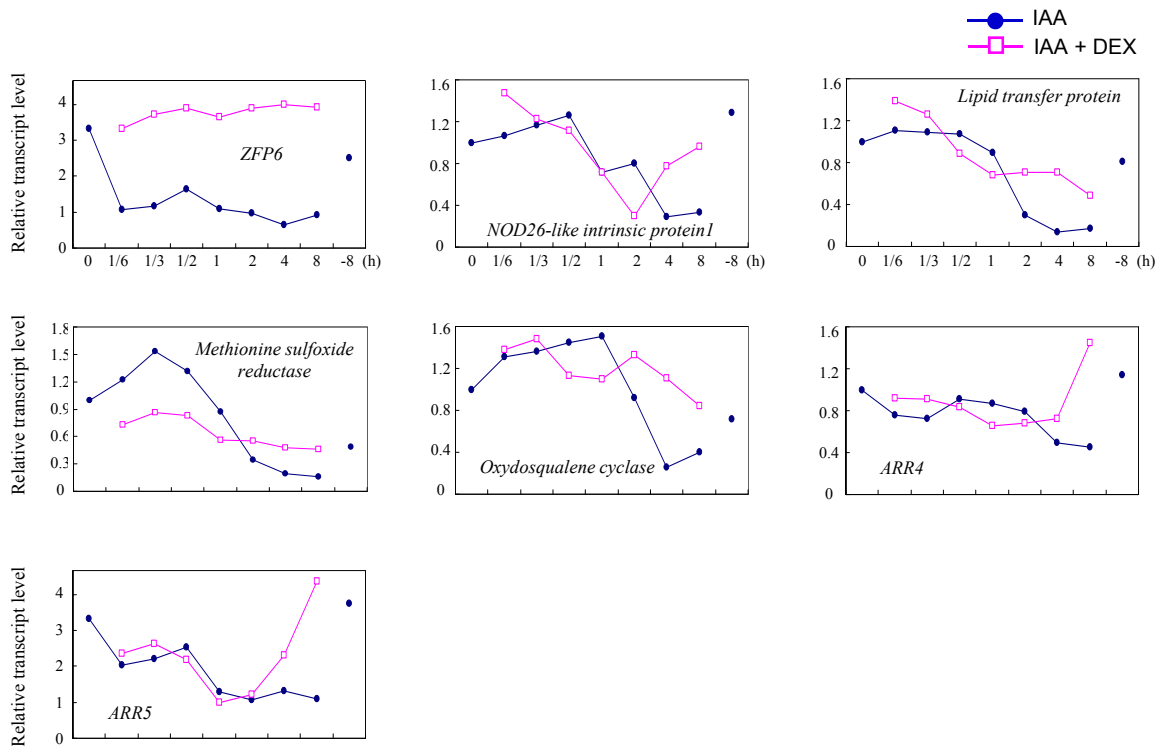 IAA
IAA + DEX
Relative transcript level
4
3
2
1
0
ZFP6
0 1/6 1/3 1/2 1 2 4 8 (h)
1.6
1.2
0.8
0.4
0
NOD26-like intrinsic protein1
0 1/6 1/3 1/2 1 2 4 8 -8 (h)
1.6
1.2
0.8
0.4
0
Lipid transfer protein
0 1/6 1/3 1/2 1 2 4 8 -8 (h)
Relative transcript level
1.8
1.5
1.2
0.9
0.6
0.3
0
Methionine sulfoxide
reductase
1.6
1.2
0.8
0.4
0
Oxydosqualene cyclase
1.6
1.2
0.8
0.4
0
ARR4
Relative transcript level
4
3
2
1
0
ARR5